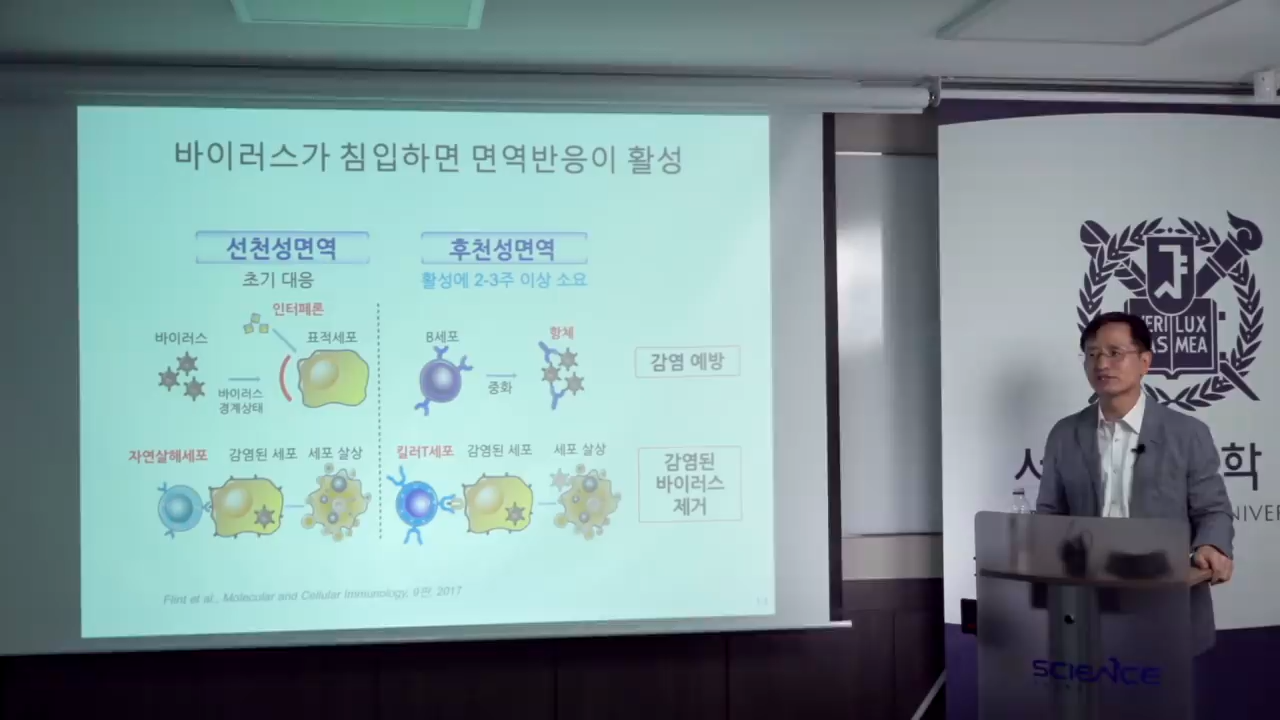 바이러스가 침입하면 면역반응이 활성
선천성면역
초기 대응
인터페론
바이러스
표적세포
바이러스
경계상태
자연살해세포
감염된 세포
세포 살상
후천성면역
활성에 2-3주 이상 소요
B세포
중화
항체
킬러T세포
감염된 세포
세포 살상
감염 예방
감염된
바이러스
제거
Flint et al., Molecular and Cellular Immunology, 9판, 2017
VERI LUX
AS MEA
서
학
NIVE
SCIENCE